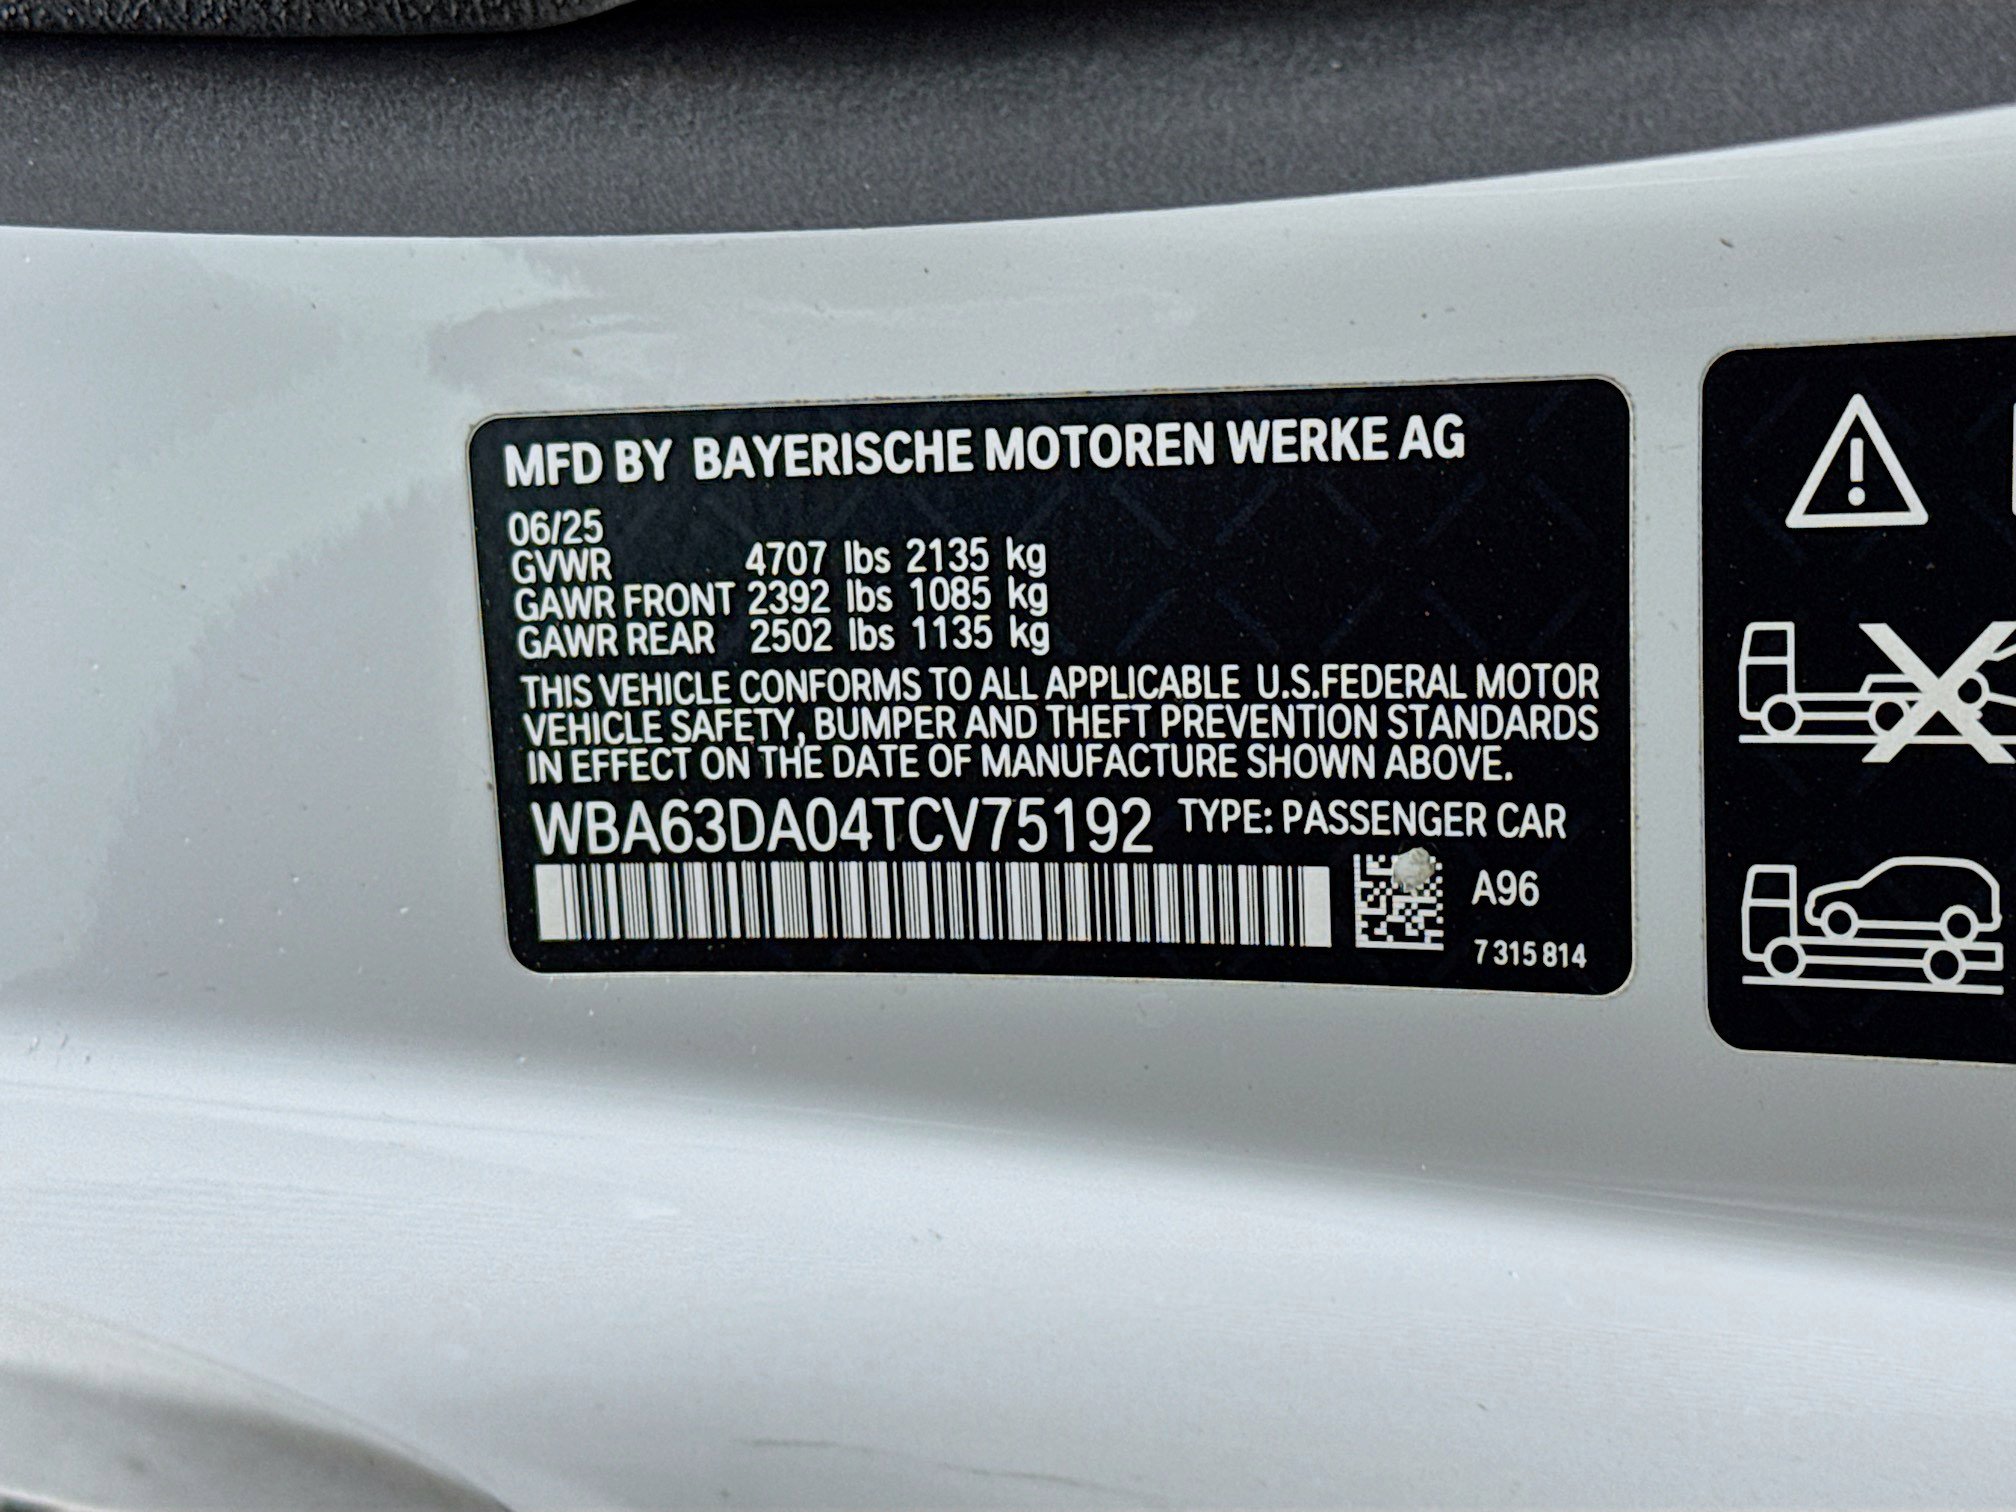 MFD BY BAYERISCHE MOTOREN WERKE AG
06/25
GVWR 4707 lbs 2135 kg
GAWR FRONT 2392 lbs 1085 kg
GAWR REAR 2502 lbs 1135 kg
THIS VEHICLE CONFORMS TO ALL APPLICABLE U.S.FEDERAL MOTOR
VEHICLE SAFETY, BUMPER AND THEFT PREVENTION STANDARDS
IN EFFECT ON THE DATE OF MANUFACTURE SHOWN ABOVE.
WBA63DA04TCV75192 TYPE: PASSENGER CAR
A96
7 315 814